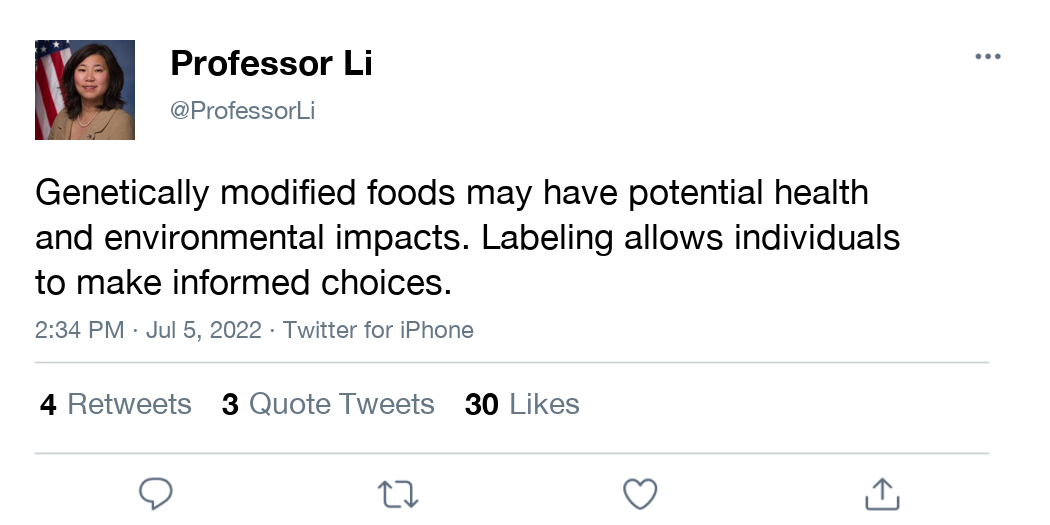 Professor Li
@ProfessorLi
Genetically modified foods may have potential health
and environmental impacts. Labeling allows individuals
to make informed choices.
2:34 PM · Jul 5, 2022 · Twitter for iPhone
4 Retweets 3 Quote Tweets 30 Likes